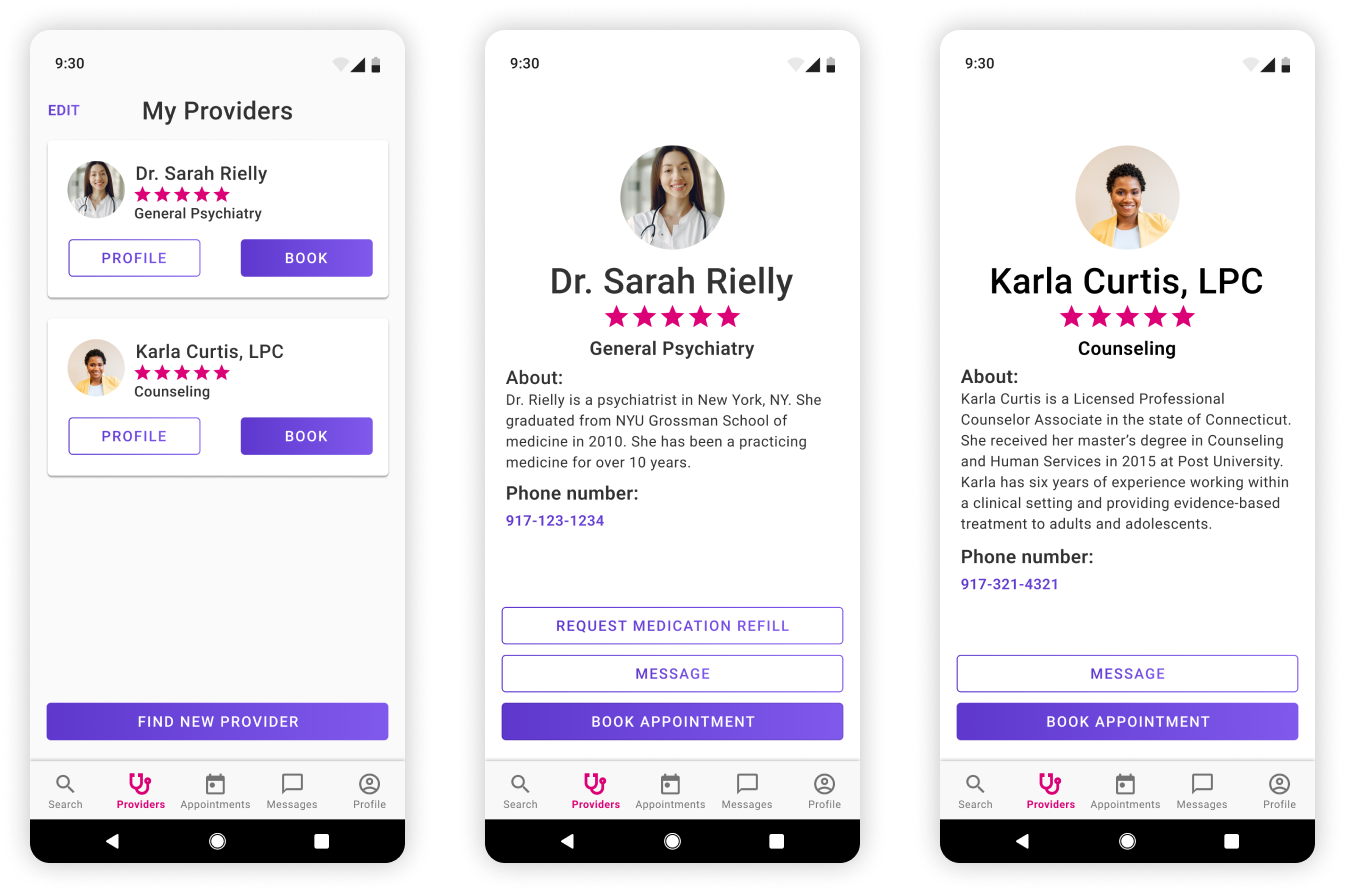 9:30
EDIT
My Providers
Dr. Sarah Rielly
General Psychiatry
PROFILE
BOOK
Karla Curtis, LPC
Counseling
PROFILE
BOOK
FIND NEW PROVIDER
Search
Providers
Appointments
Messages
Profile
9:30
Dr. Sarah Rielly
General Psychiatry
About:
Dr. Rielly is a psychiatrist in New York, NY. She
graduated from NYU Grossman School of
medicine in 2010. She has been a practicing
medicine for over 10 years.
Phone number:
917-123-1234
REQUEST MEDICATION REFILL
MESSAGE
BOOK APPOINTMENT
Search
Providers
Appointments
Messages
Profile
9:30
Karla Curtis, LPC
Counseling
About:
Karla Curtis is a Licensed Professional
Counselor Associate in the state of Connecticut.
She received her master’s degree in Counseling
and Human Services in 2015 at Post University.
Karla has six years of experience working within
a clinical setting and providing evidence-based
treatment to adults and adolescents.
Phone number:
917-321-4321
MESSAGE
BOOK APPOINTMENT
Search
Providers
Appointments
Messages
Profile